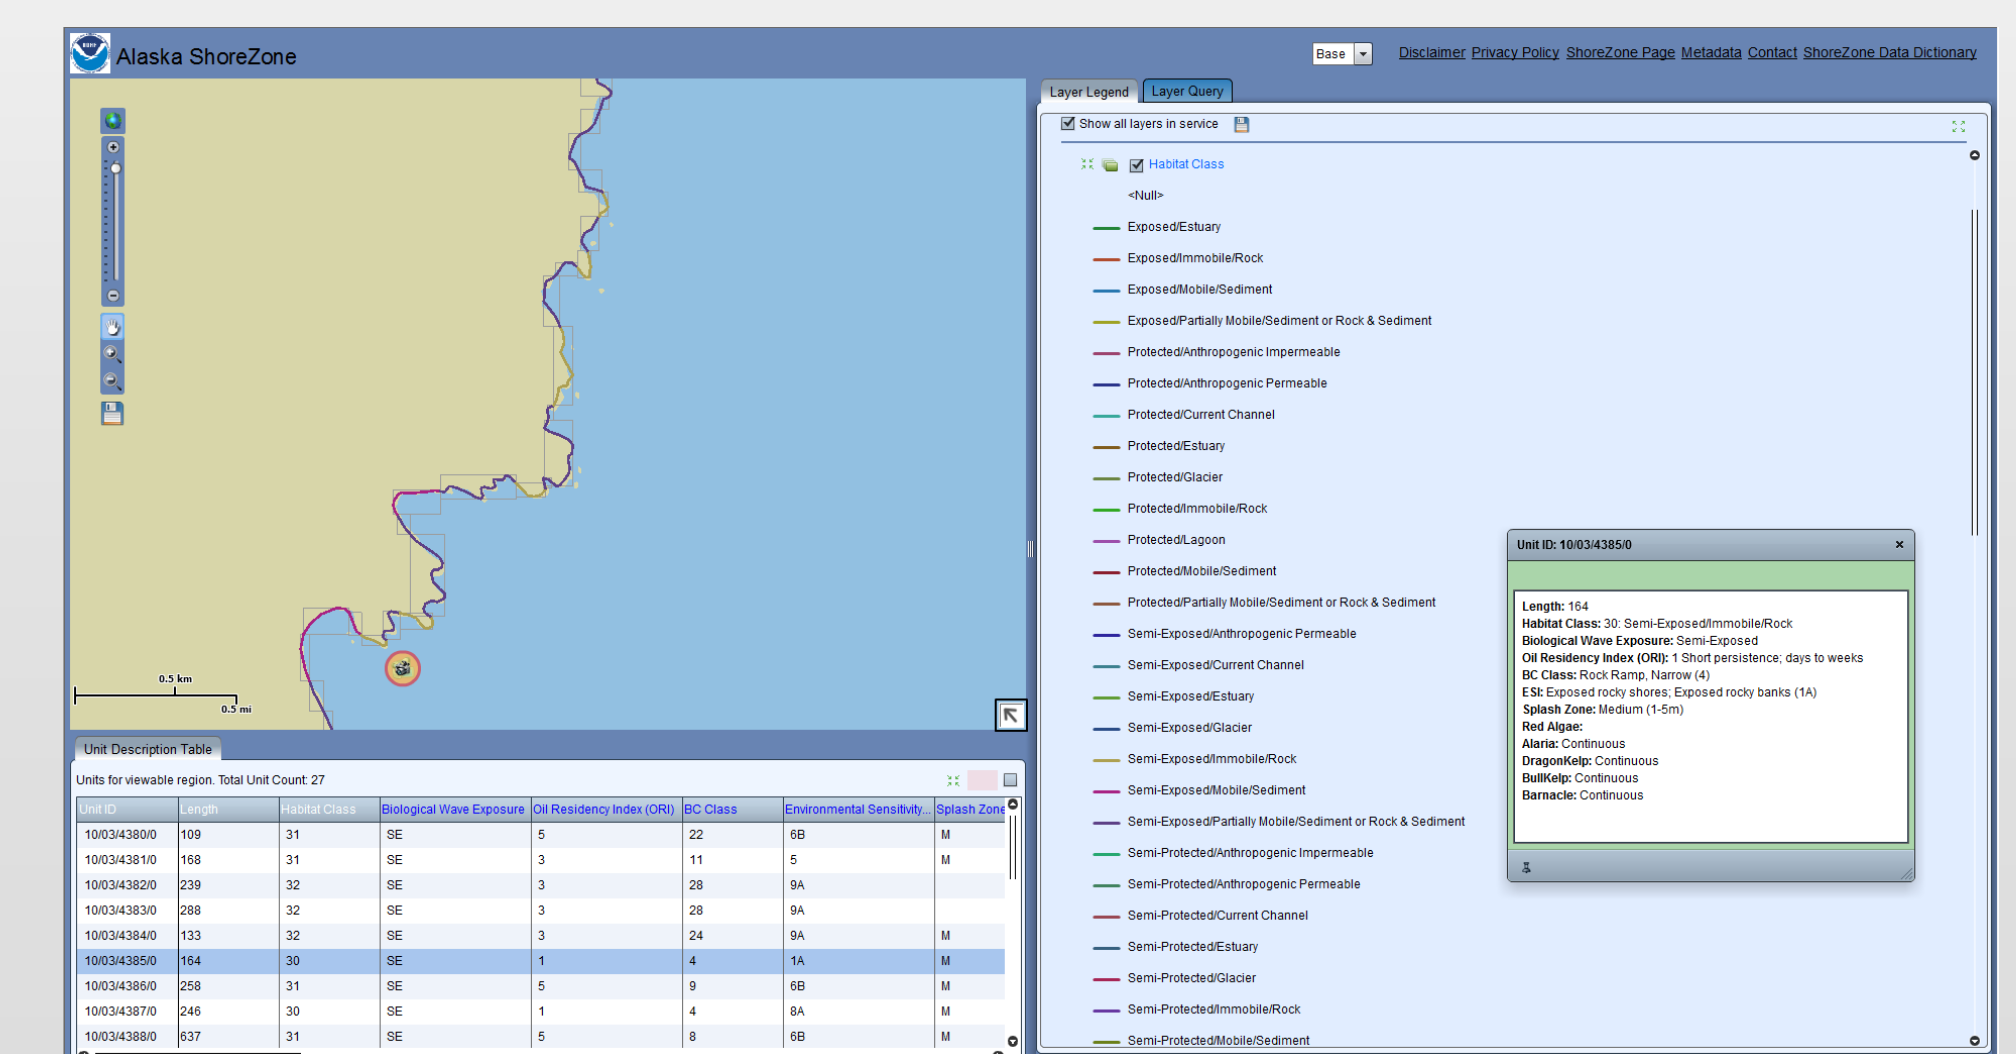 Alaska ShoreZone
Base
Disclaimer Privacy Policy ShoreZone Page Metadata Contact ShoreZone Data Dictionary
0.5 km
0.5 mi
Layer Legend
Layer Query
Show all layers in service
Habitat Class
<Null>
Exposed/Estuary
Exposed/Immobile/Rock
Exposed/Mobile/Sediment
Exposed/Partially Mobile/Sediment or Rock & Sediment
Protected/Anthropogenic Impermeable
Protected/Anthropogenic Permeable
Protected/Current Channel
Protected/Estuary
Protected/Glacier
Protected/Immobile/Rock
Protected/Lagoon
Protected/Mobile/Sediment
Protected/Partially Mobile/Sediment or Rock & Sediment
Semi-Exposed/Anthropogenic Permeable
Semi-Exposed/Current Channel
Semi-Exposed/Estuary
Semi-Exposed/Glacier
Semi-Exposed/Immobile/Rock
Semi-Exposed/Mobile/Sediment
Semi-Exposed/Partially Mobile/Sediment or Rock & Sediment
Semi-Protected/Anthropogenic Impermeable
Semi-Protected/Anthropogenic Permeable
Semi-Protected/Current Channel
Semi-Protected/Estuary
Semi-Protected/Glacier
Semi-Protected/Immobile/Rock
Semi-Protected/Mobile/Sediment
Unit ID: 10/03/4385/0
Length: 164
Habitat Class: 30: Semi-Exposed/Immobile/Rock
Biological Wave Exposure: Semi-Exposed
Oil Residency Index (ORI): 1 Short persistence; days to weeks
BC Class: Rock Ramp, Narrow (4)
ESI: Exposed rocky shores; Exposed rocky banks (1A)
Splash Zone: Medium (1-5m)
Red Algae:
Alaria: Continuous
DragonKelp: Continuous
BullKelp: Continuous
Barnacle: Continuous
Unit Description Table
Units for viewable region. Total Unit Count: 27
Unit ID Length Habitat Class Biological Wave Exposure Oil Residency Index (ORI) BC Class Environmental Sensitivity... Splash Zone
10/03/4380/0 109 31 SE 5 22 6B M
10/03/4381/0 168 31 SE 3 11 5 M
10/03/4382/0 239 32 SE 3 28 9A
10/03/4383/0 288 32 SE 3 28 9A
10/03/4384/0 133 32 SE 3 24 9A M
10/03/4385/0 164 30 SE 1 4 1A M
10/03/4386/0 258 31 SE 5 9 6B M
10/03/4387/0 246 30 SE 1 4 8A M
10/03/4388/0 637 31 SE 5 8 6B M